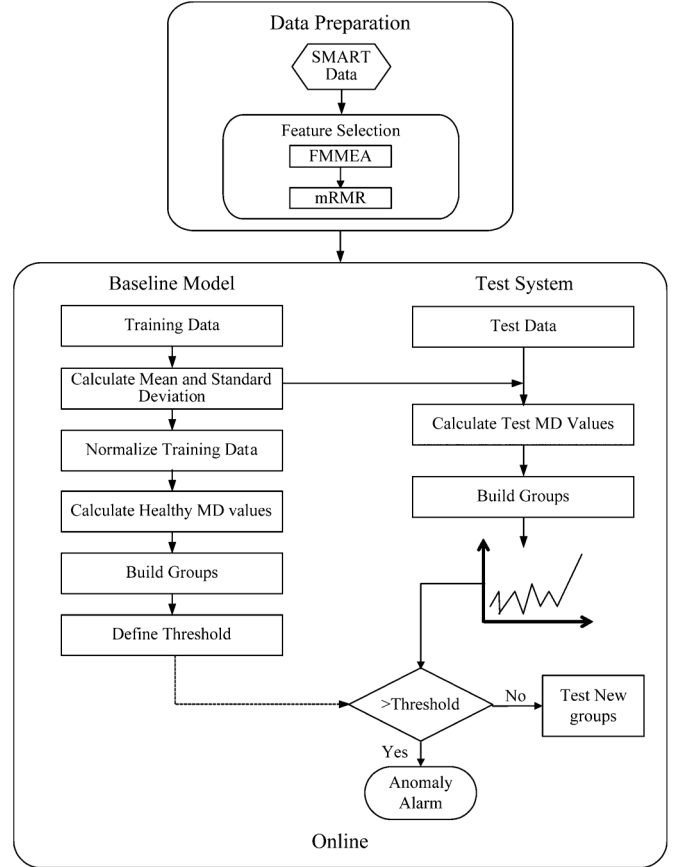 Data Preparation
SMART
Data
Feature Selection
FMMEA
mRMR
Baseline Model
Training Data
Calculate Mean and Standard
Deviation
Normalize Training Data
Calculate Healthy MD values
Build Groups
Define Threshold
Test System
Test Data
Calculate Test MD Values
Build Groups
>Threshold
No
Test New
groups
Yes
Anomaly
Alarm
Online